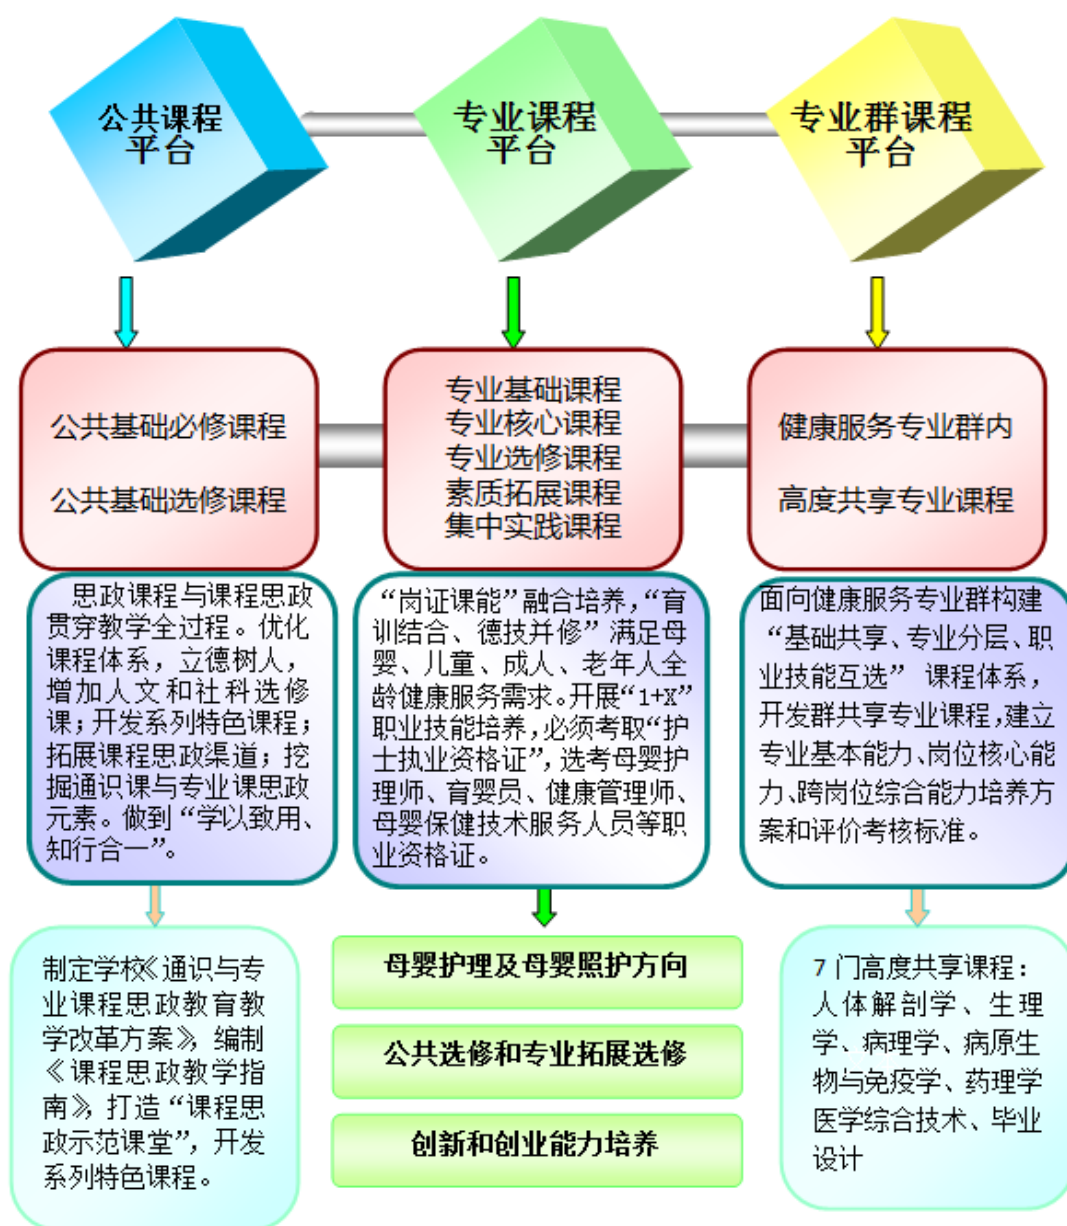 公共课程
平台
专业课程
平台
专业群课程
平台
公共基础必修课程
公共基础选修课程
专业基础课程
专业核心课程
专业选修课程
素质拓展课程
集中实践课程
健康服务专业群内
高度共享专业课程
思政课程与课程思政
贯穿教学全过程。优化
课程体系，立德树人，
增加人文和社科选修
课；开发系列特色课程；
拓展课程思政渠道；挖
掘通识课与专业课思政
元素。做到“学以致用、
知行合一”。
“岗证课能”融合培养，“育
训结合、德技并修”满足母
婴、儿童、成人、老年人全
龄健康服务需求。开展“1+X”
职业技能培养，必须考取“护
士执业资格证”，选考母婴护
理师、育婴员、健康管理师、
母婴保健技术服务人员等职
业资格证。
面向健康服务专业群构建
“基础共享、专业分层、职
业技能互选” 课程体系，
开发群共享专业课程，建立
专业基本能力、岗位核心能
力、跨岗位综合能力培养方
案和评价考核标准。
制定学校《通识与专
业课程思政教育教
学改革方案》，编制
《课程思政教学指
南》，打造“课程思
政示范课堂”，开发
系列特色课程。
母婴护理及母婴照护方向
公共选修和专业拓展选修
创新和创业能力培养
7 门高度共享课程：
人体解剖学、生理
学、病理学、病原生
物与免疫学、药理学
医学综合技术、毕业
设计